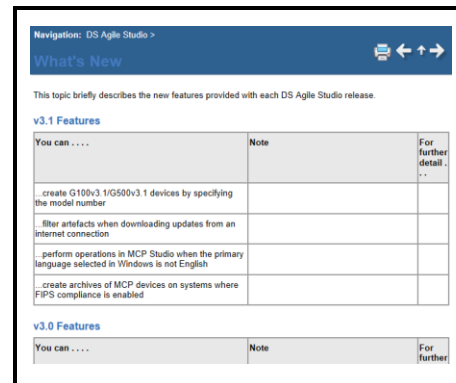 Navigation: DS Agile Studio >
What's New
This topic briefly describes the new features provided with each DS Agile Studio release.
v3.1 Features
You can . . . . Note For
further
detail .
. .
...create G100v3.1/G500v3.1 devices by specifying
the model number
...filter artefacts when downloading updates from an
internet connection
...perform operations in MCP Studio when the primary
language selected in Windows is not English
...create archives of MCP devices on systems where
FIPS compliance is enabled
v3.0 Features
You can . . . . Note For
further